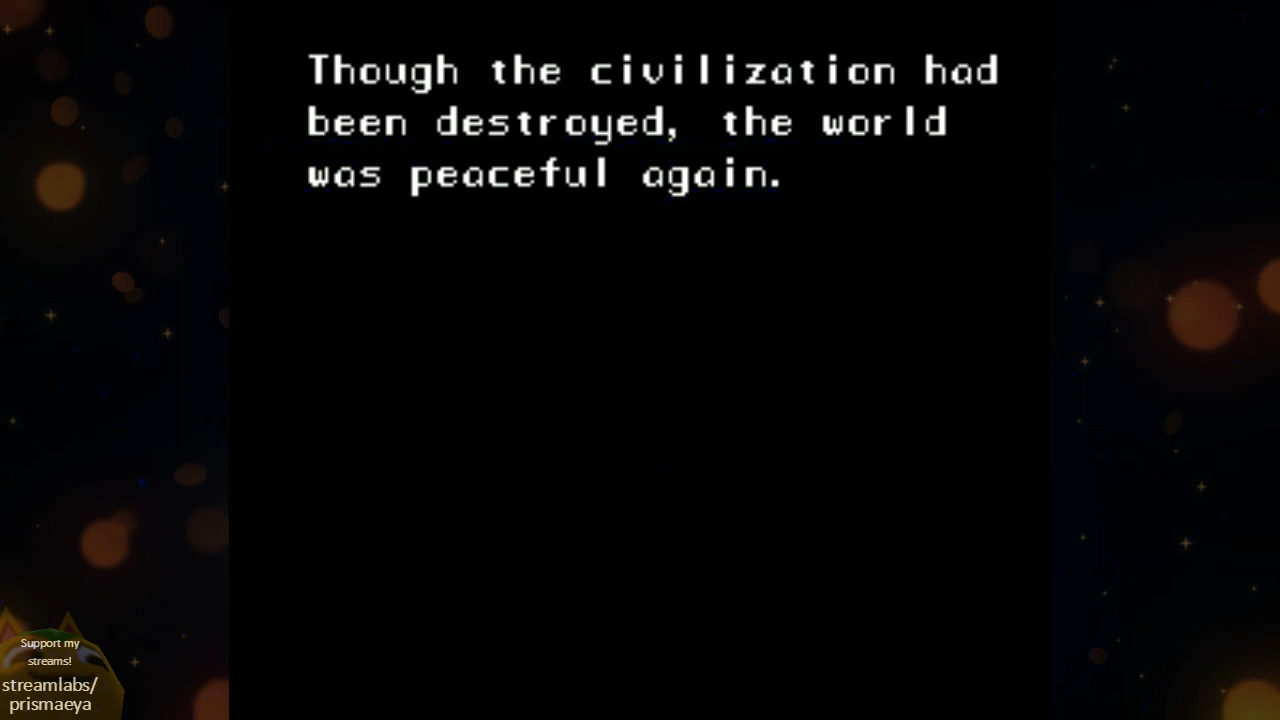 Though the civilization had
been destroyed, the world
was peaceful again.
Support my
streams!
streamlabs/
prismaeya